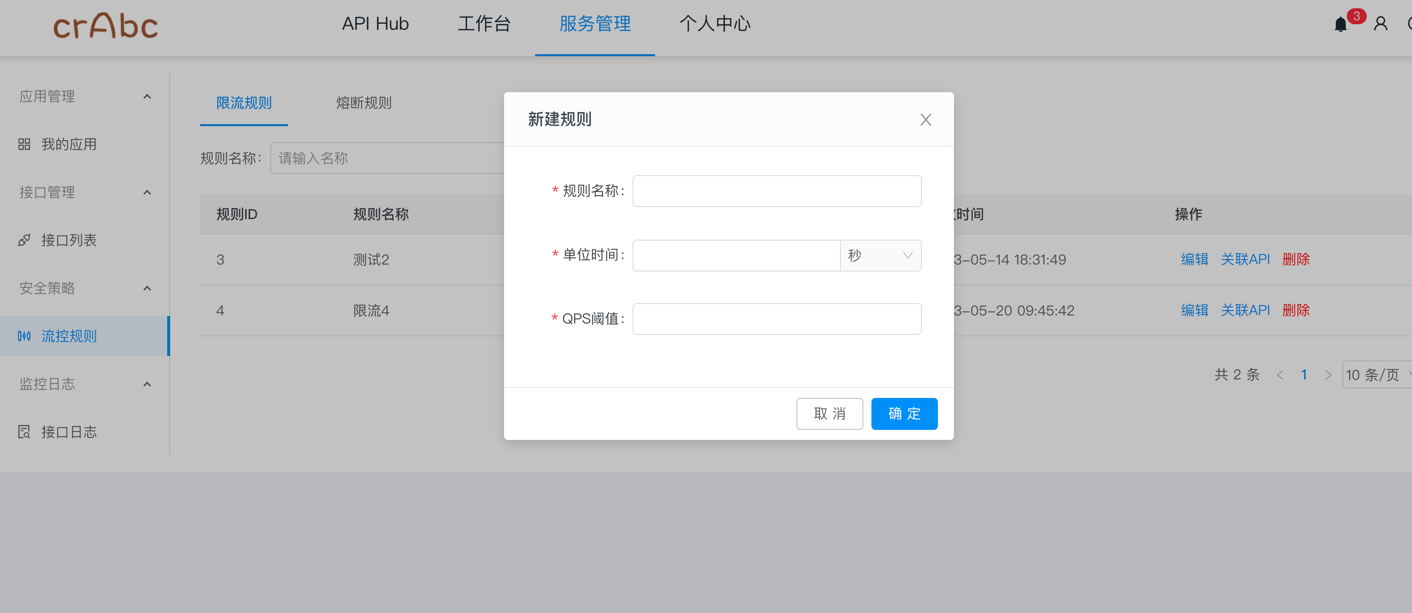 crAbc API Hub 工作台 服务管理 个人中心 3
应用管理
我的应用
接口管理
接口列表
安全策略
流控规则
监控日志
接口日志
限流规则 熔断规则
规则名称: 请输入名称
规则ID 规则名称 时间 操作
3 测试2 3-05-14 18:31:49 编辑 关联API 删除
4 限流4 3-05-20 09:45:42 编辑 关联API 删除
共 2 条 < 1 > 10 条/页
新建规则
* 规则名称:
* 单位时间: 秒
* QPS阈值:
取 消 确 定